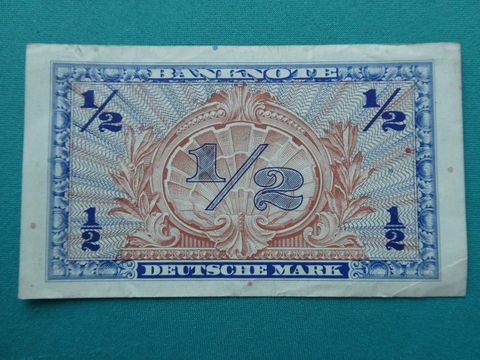 BANKNOTE
1/2 1/2
1/2
1/2 1/2
DEUTSCHE MARK